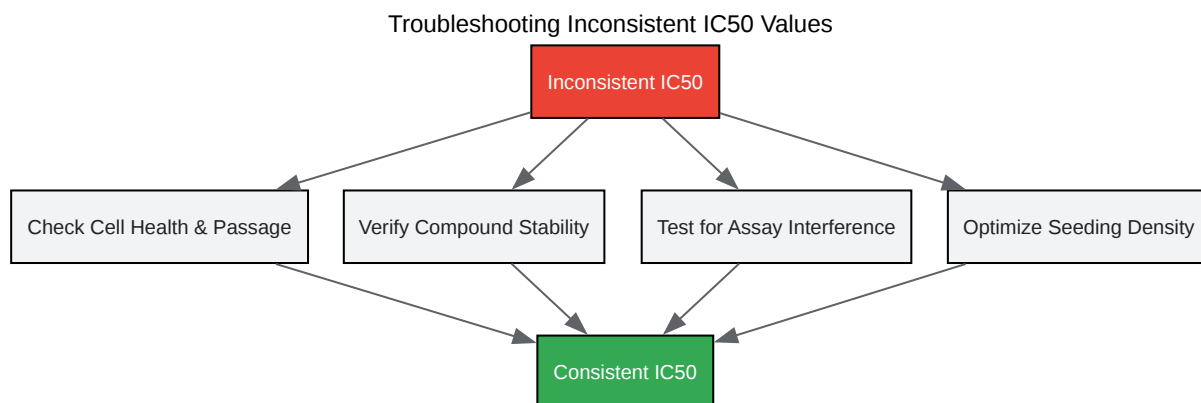 Troubleshooting Inconsistent IC50 Values
Inconsistent IC50
Check Cell Health & Passage
Verify Compound Stability
Test for Assay Interference
Optimize Seeding Density
Consistent IC50